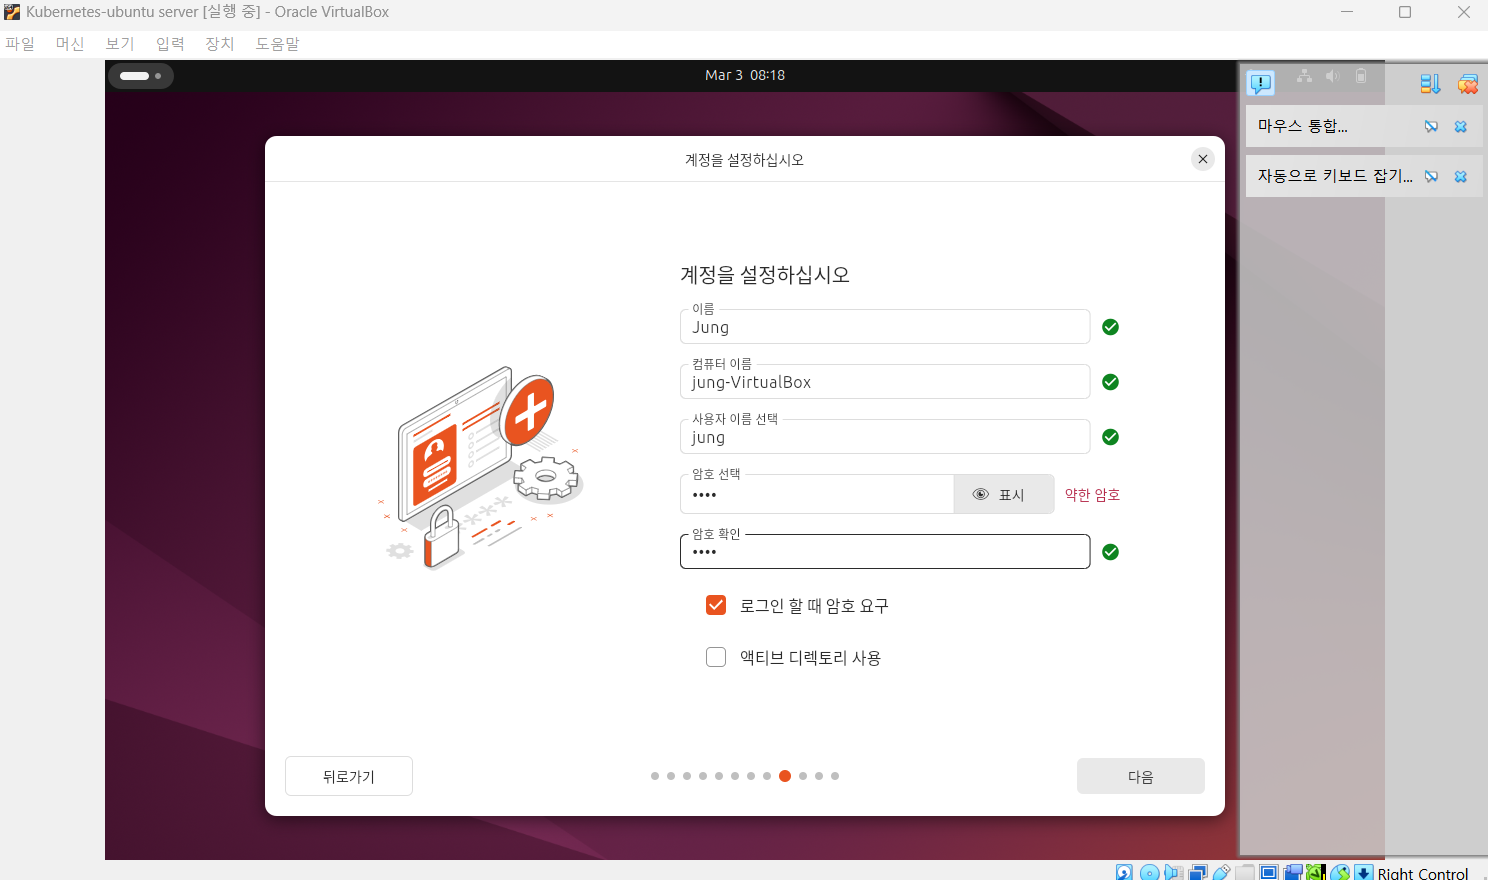 Kubernetes-ubuntu server [실행 중] - Oracle VirtualBox
파일 머신 보기 입력 장치 도움말
Mar 3 08:18
마우스 통합...
자동으로 키보드 잡기...
계정을 설정하십시오
계정을 설정하십시오
이름
Jung
컴퓨터 이름
jung-VirtualBox
사용자 이름 선택
jung
암호 선택
•••• 표시 약한 암호
암호 확인
••••
로그인 할 때 암호 요구
액티브 디렉토리 사용
뒤로가기 다음
Right Control